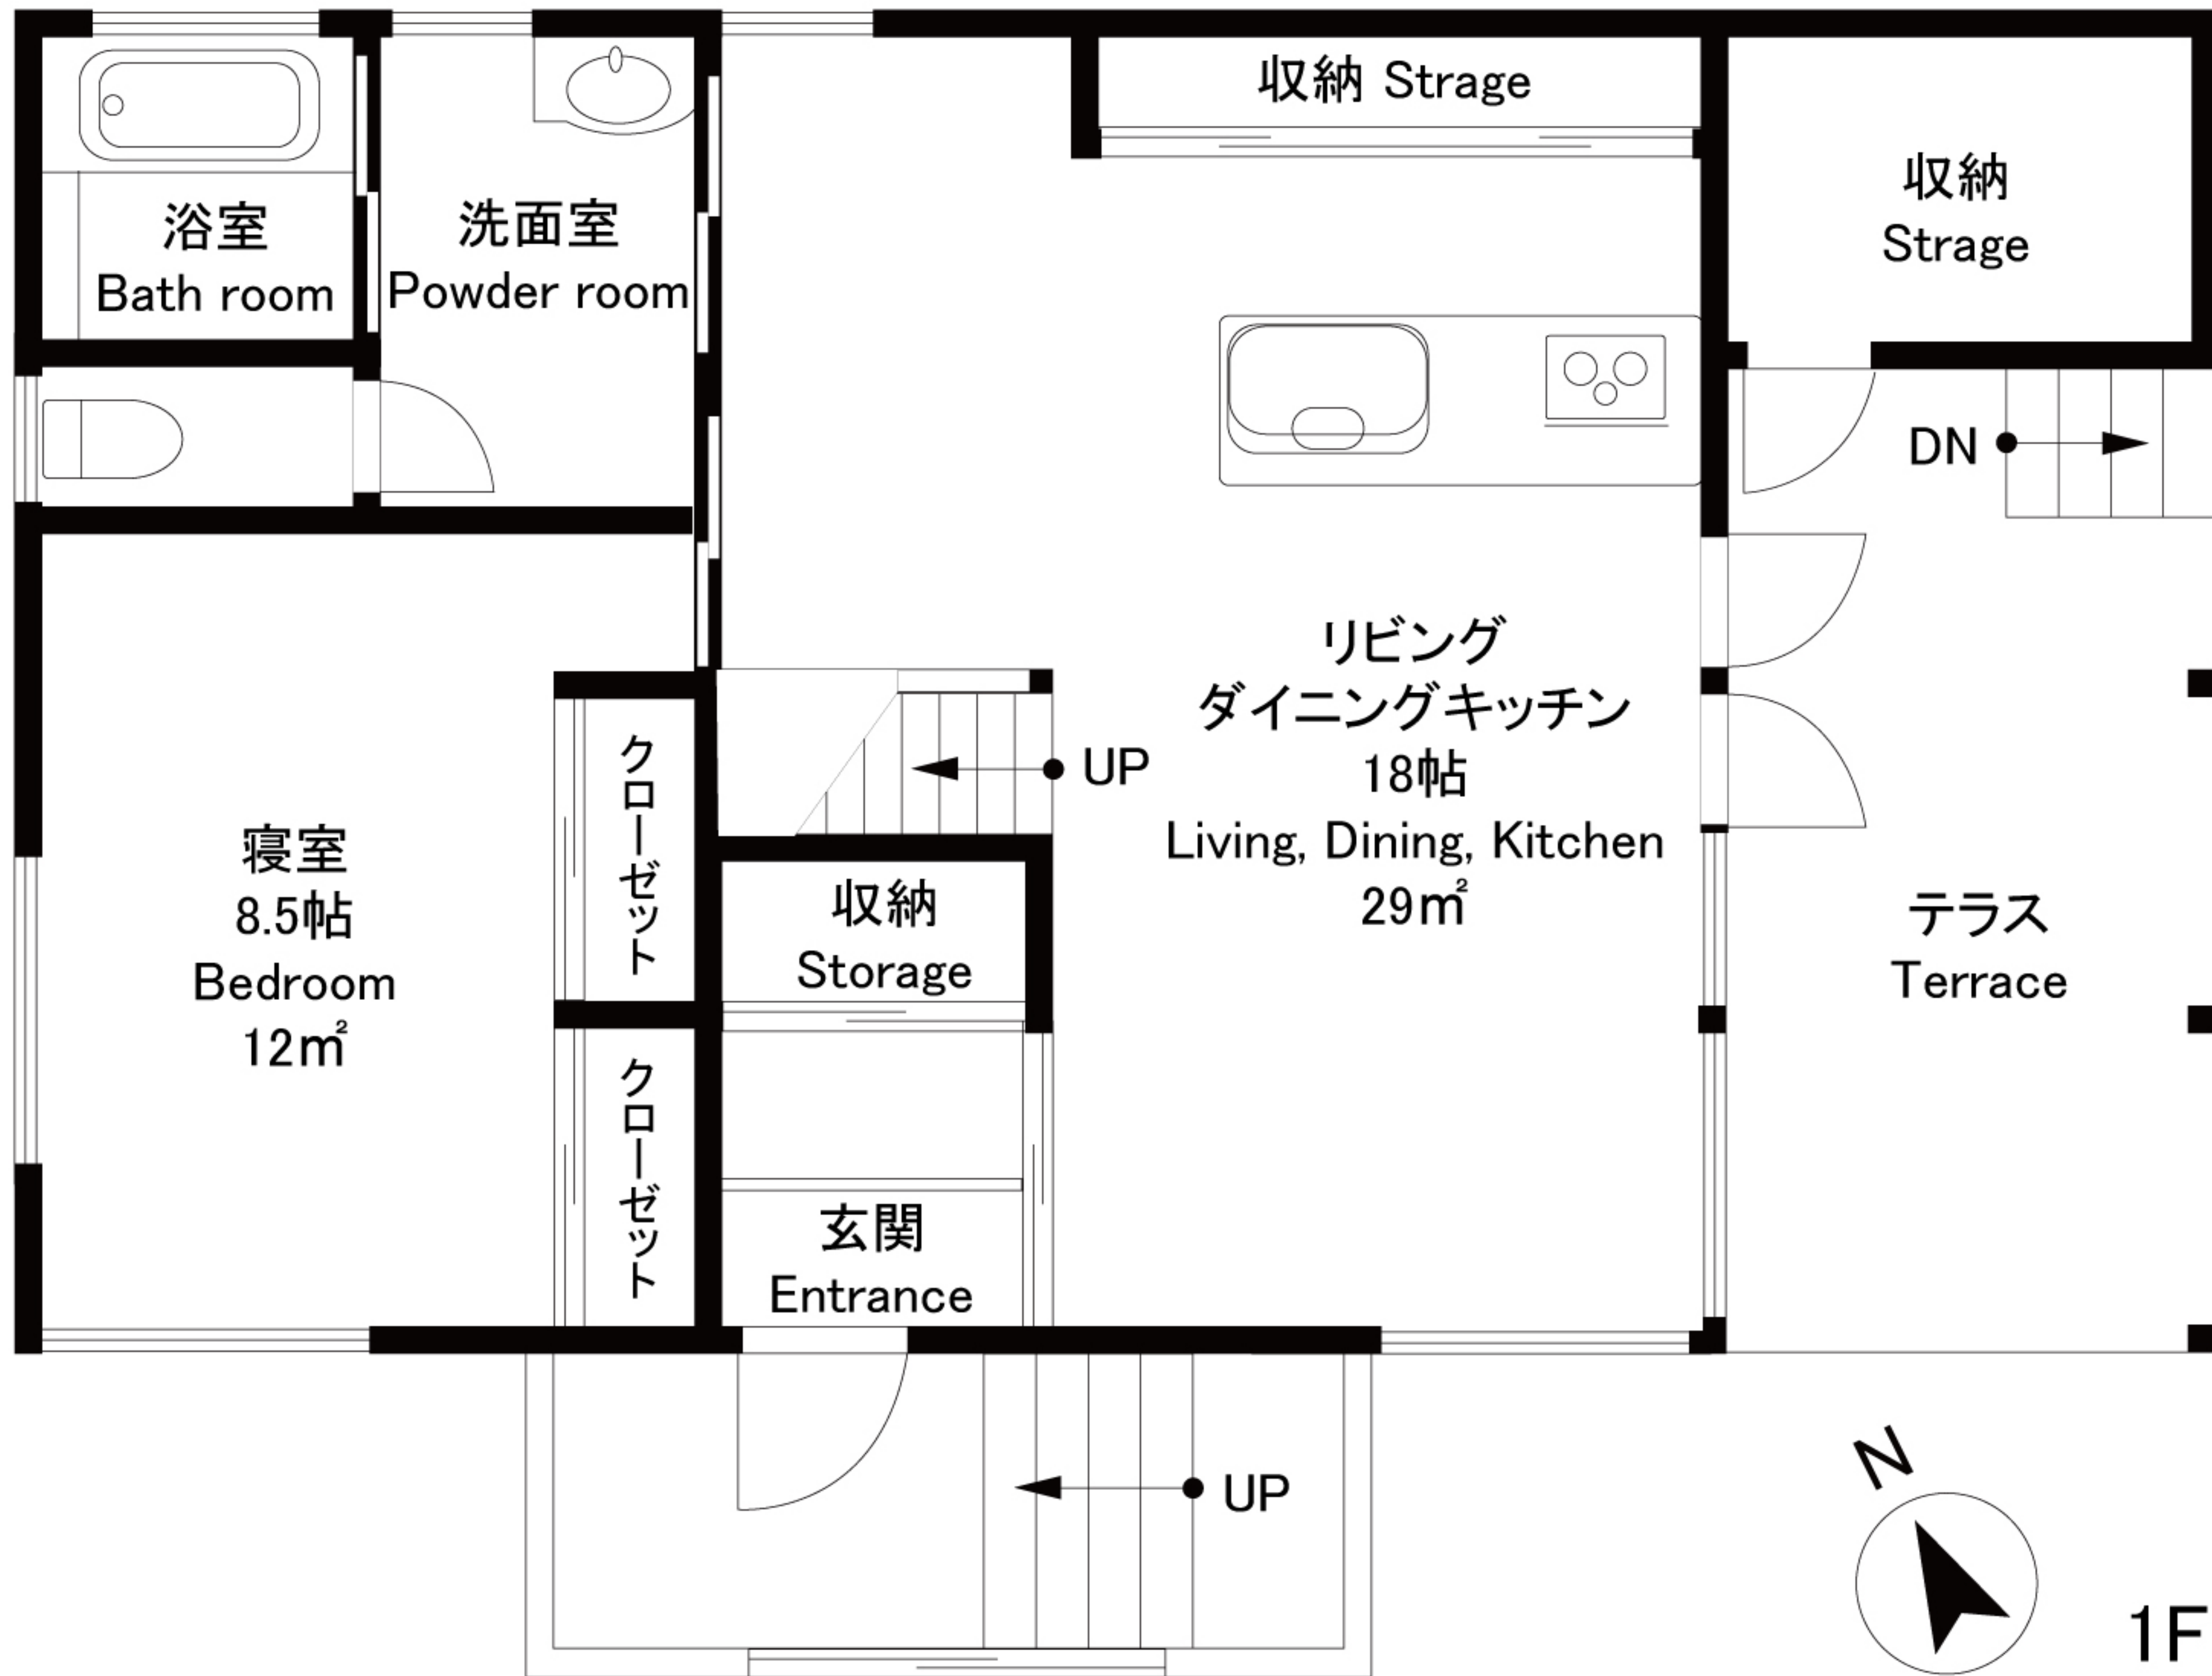 収納 Strage
収納
Strage
浴室
Bath room
洗面室
Powder room
DN
リビング
ダイニングキッチン
18帖
Living, Dining, Kitchen
29㎡
UP
クローゼット
寝室
8.5帖
Bedroom
12㎡
収納
Storage
テラス
Terrace
クローゼット
玄関
Entrance
UP
N
1F